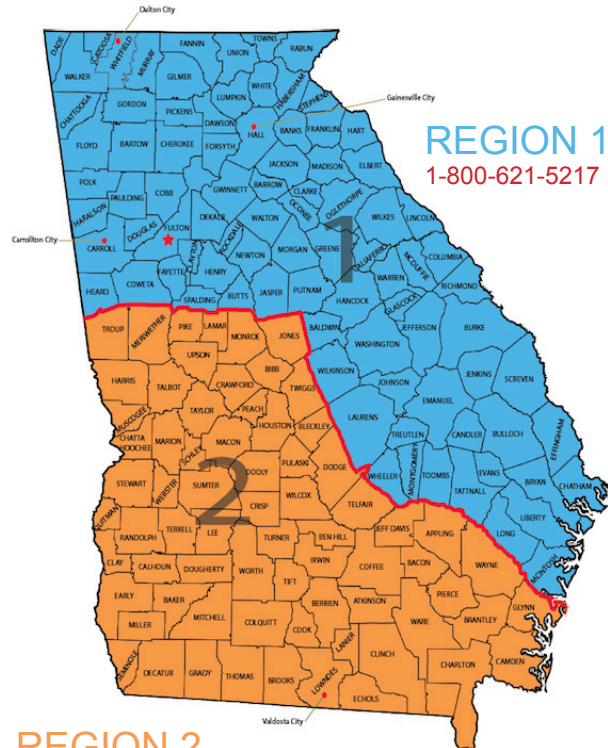 Dalton City
DADE
CATOOSA
WHITFIELD
MURRAY
FANNIN
UNION
TOWNS
RABUN
WALKER
GILMER
WHITE
HABERSHAM
STEPHENS
LUMPKIN
CHATTOOGA
GORDON
PICKENS
DAWSON
Gainesville City
HALL
BANKS
FRANKLIN
HART
FLOYD
BARTOW
CHEROKEE
FORSYTH
REGION 1
1-800-621-5217
JACKSON
MADISON
ELBERT
POLK
PAULDING
COBB
GWINNETT
BARROW
CLARKE
OCONEE
OGLETHORPE
HARALSON
DOUGLAS
FULTON
DEKALB
WALTON
WILKES
LINCOLN
Carrollton City
CARROLL
CLAYTON
ROCKDALE
NEWTON
MORGAN
GREENE
1
TALIAFERRO
MCDUFFIE
COLUMBIA
FAYETTE
HENRY
WARREN
RICHMOND
HEARD
COWETA
SPALDING
BUTTS
JASPER
PUTNAM
HANCOCK
GLASCOCK
TROUP
MERIWETHER
PIKE
LAMAR
MONROE
JONES
BALDWIN
JEFFERSON
BURKE
WASHINGTON
UPSON
BIBB
WILKINSON
JENKINS
SCREVEN
HARRIS
TALBOT
CRAWFORD
TWIGGS
JOHNSON
EMANUEL
MUSCOGEE
TAYLOR
PEACH
HOUSTON
BLECKLEY
LAURENS
TREUTLEN
CANDLER
BULLOCH
EFFINGHAM
CHATTA
HOOCHEE
MARION
SCHLEY
MACON
DOOLY
PULASKI
DODGE
WHEELER
MONTGOMERY
TOOMBS
EVANS
BRYAN
CHATHAM
STEWART
WEBSTER
SUMTER
2
CRISP
WILCOX
TELFAIR
TATTNALL
LIBERTY
QUITMAN
RANDOLPH
TERRELL
LEE
TURNER
BEN HILL
JEFF DAVIS
APPLING
LONG
CLAY
CALHOUN
DOUGHERTY
WORTH
TIFT
IRWIN
COFFEE
BACON
WAYNE
MCINTOSH
EARLY
BAKER
BERRIEN
ATKINSON
PIERCE
GLYNN
MILLER
MITCHELL
COLQUITT
COOK
LANIER
WARE
BRANTLEY
SEMINOLE
DECATUR
GRADY
THOMAS
BROOKS
LOWNDES
CLINCH
ECHOLS
CHARLTON
CAMDEN
Valdosta City
REGION 2